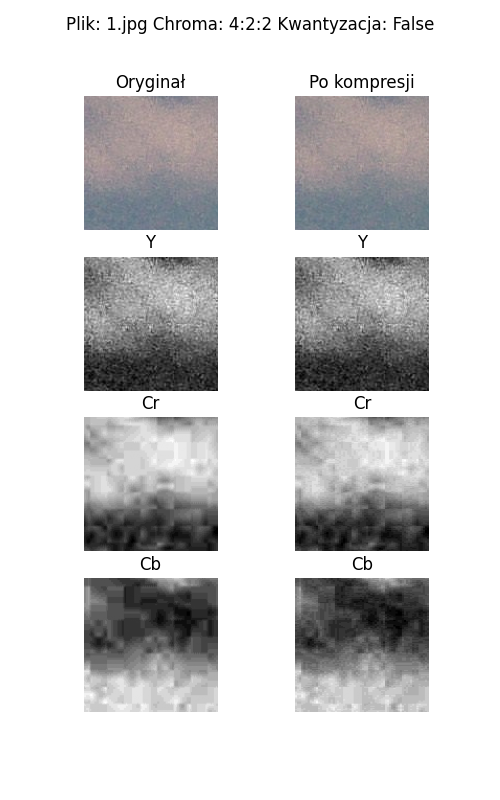 Plik: 1.jpg Chroma: 4:2:2 Kwantyzacja: False
Oryginał Po kompresji
Y Y
Cr Cr
Cb Cb